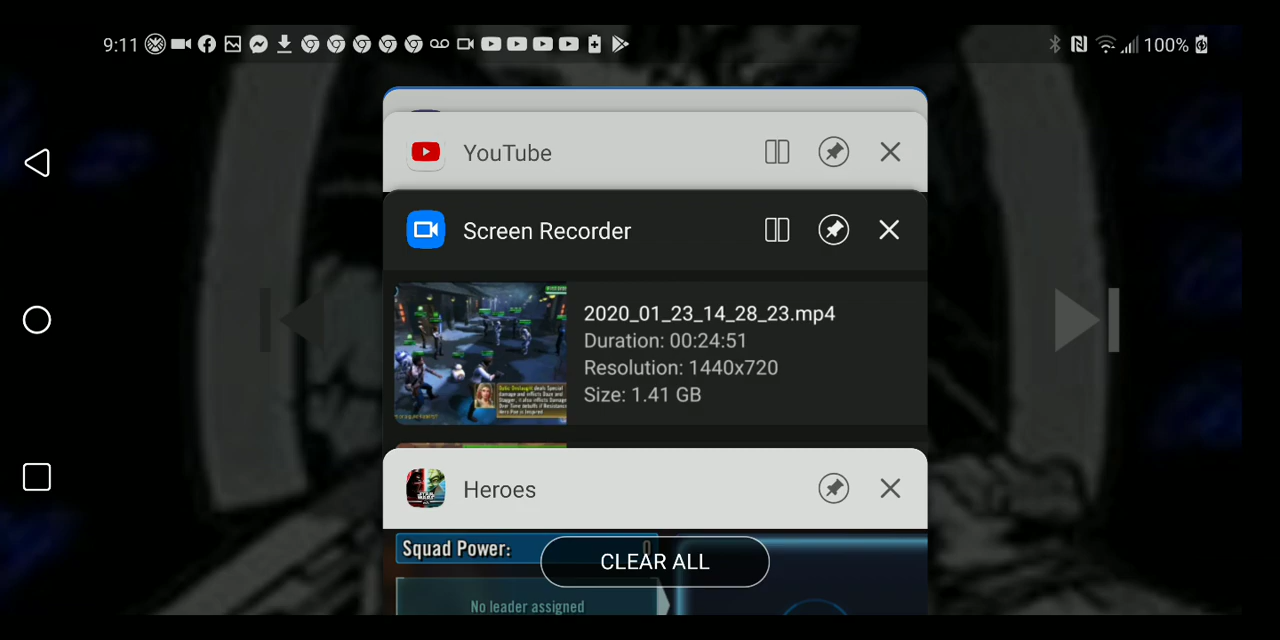 9:11
100%
YouTube
Screen Recorder
2020_01_23_14_28_23.mp4
Duration: 00:24:51
Resolution: 1440x720
Size: 1.41 GB
Heroes
Squad Power:
CLEAR ALL
No leader assigned